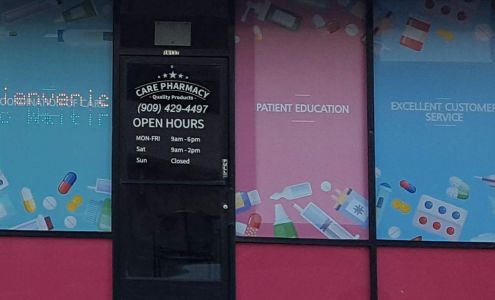 CARE PHARMACY
Quality Products
(909) 429-4497
OPEN HOURS
MON-FRI 9am - 6pm
Sat 9am - 2pm
Sun Closed
PATIENT EDUCATION
EXCELLENT CUSTOMER
SERVICE